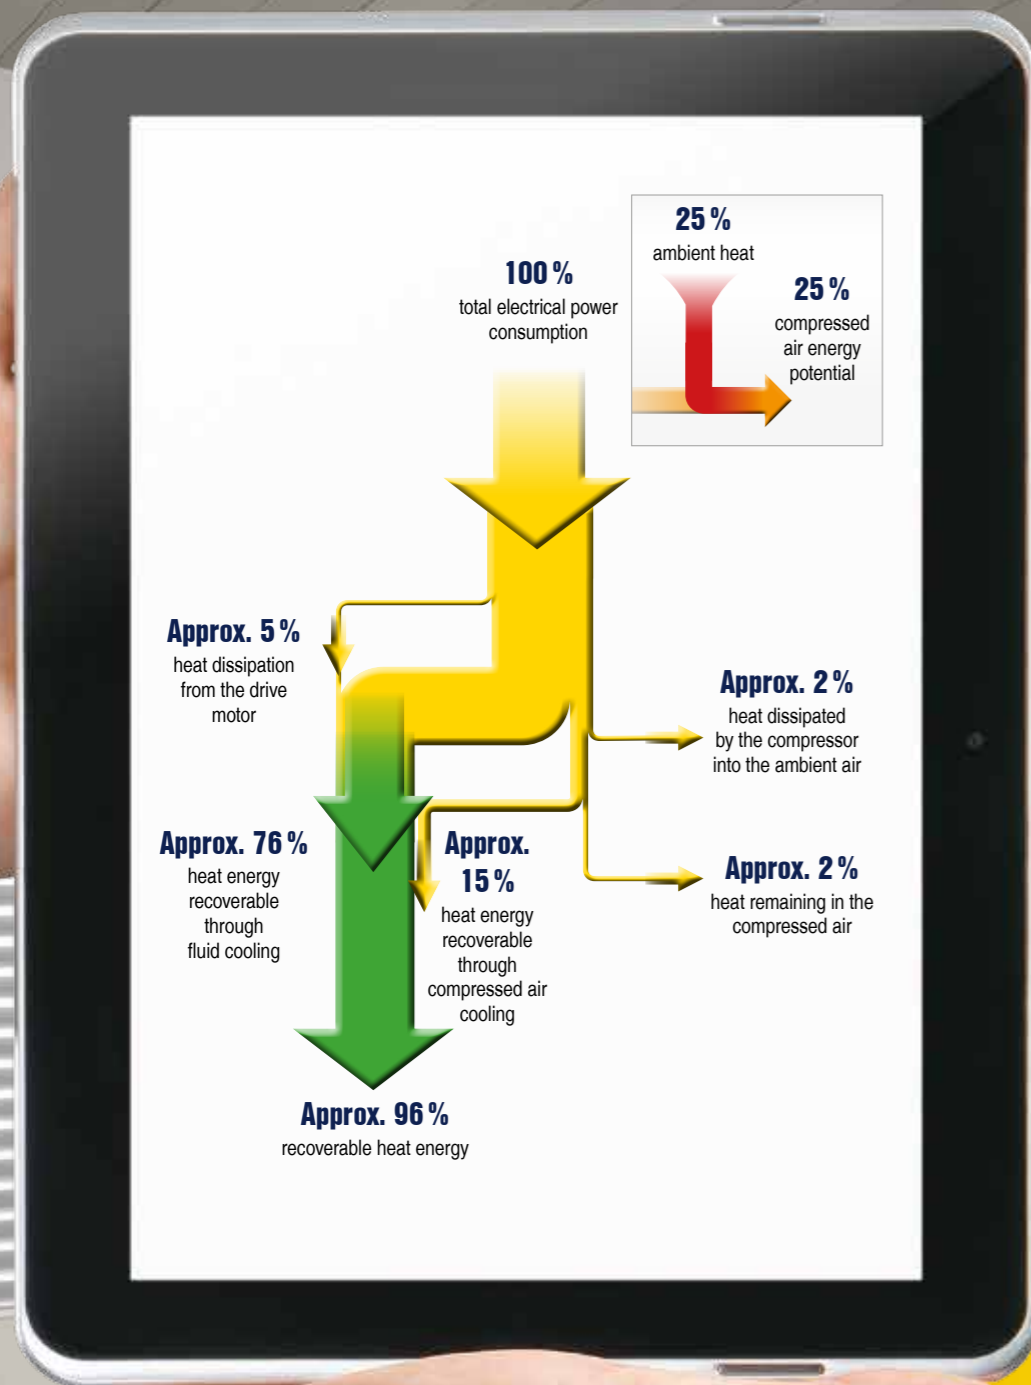 25 %
ambient heat
25 %
compressed
air energy
potential
100 %
total electrical power
consumption
Approx. 5 %
heat dissipation
from the drive
motor
Approx. 2 %
heat dissipated
by the compressor
into the ambient air
Approx. 76 %
heat energy
recoverable
through
fluid cooling
Approx.
15 %
heat energy
recoverable
through
compressed air
cooling
Approx. 2 %
heat remaining in the
compressed air
Approx. 96 %
recoverable heat energy